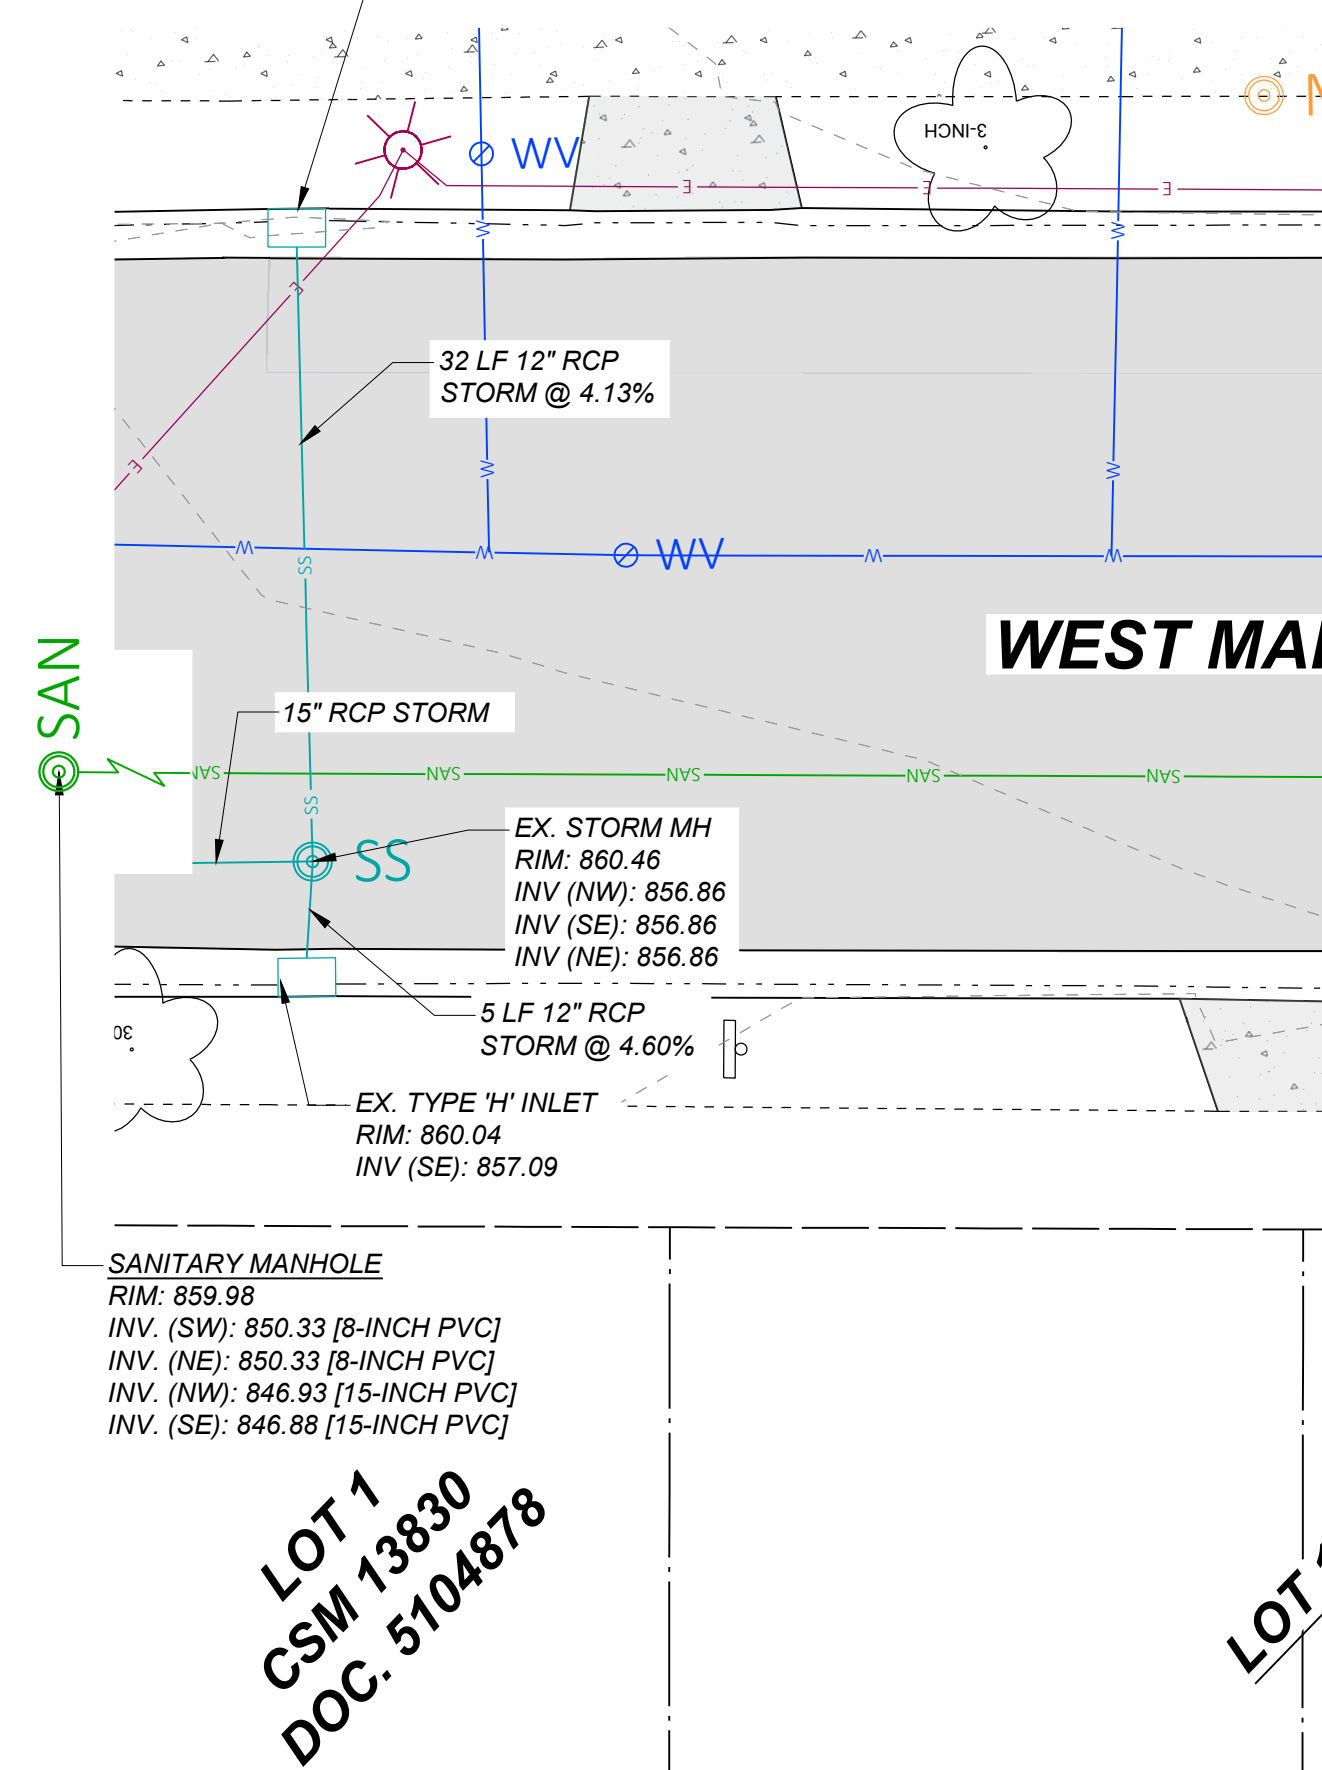 3-INCH
WV
E
E
E
W
W
E
32 LF 12" RCP
STORM @ 4.13%
E
W
W
W
W
WV
W
W
SS
WEST
SAN
15" RCP STORM
SAN
SAN
SAN
SAN
SAN
SS
EX. STORM MH
RIM: 860.46
INV (NW): 856.86
INV (SE): 856.86
INV (NE): 856.86
SS
5 LF 12" RCP
STORM @ 4.60%
30
EX. TYPE 'H' INLET
RIM: 860.04
INV (SE): 857.09
SANITARY MANHOLE
RIM: 859.98
INV. (SW): 850.33 [8-INCH PVC]
INV. (NE): 850.33 [8-INCH PVC]
INV. (NW): 846.93 [15-INCH PVC]
INV. (SE): 846.88 [15-INCH PVC]
LOT 1
CSM 13830
DOC. 5104878
LOT